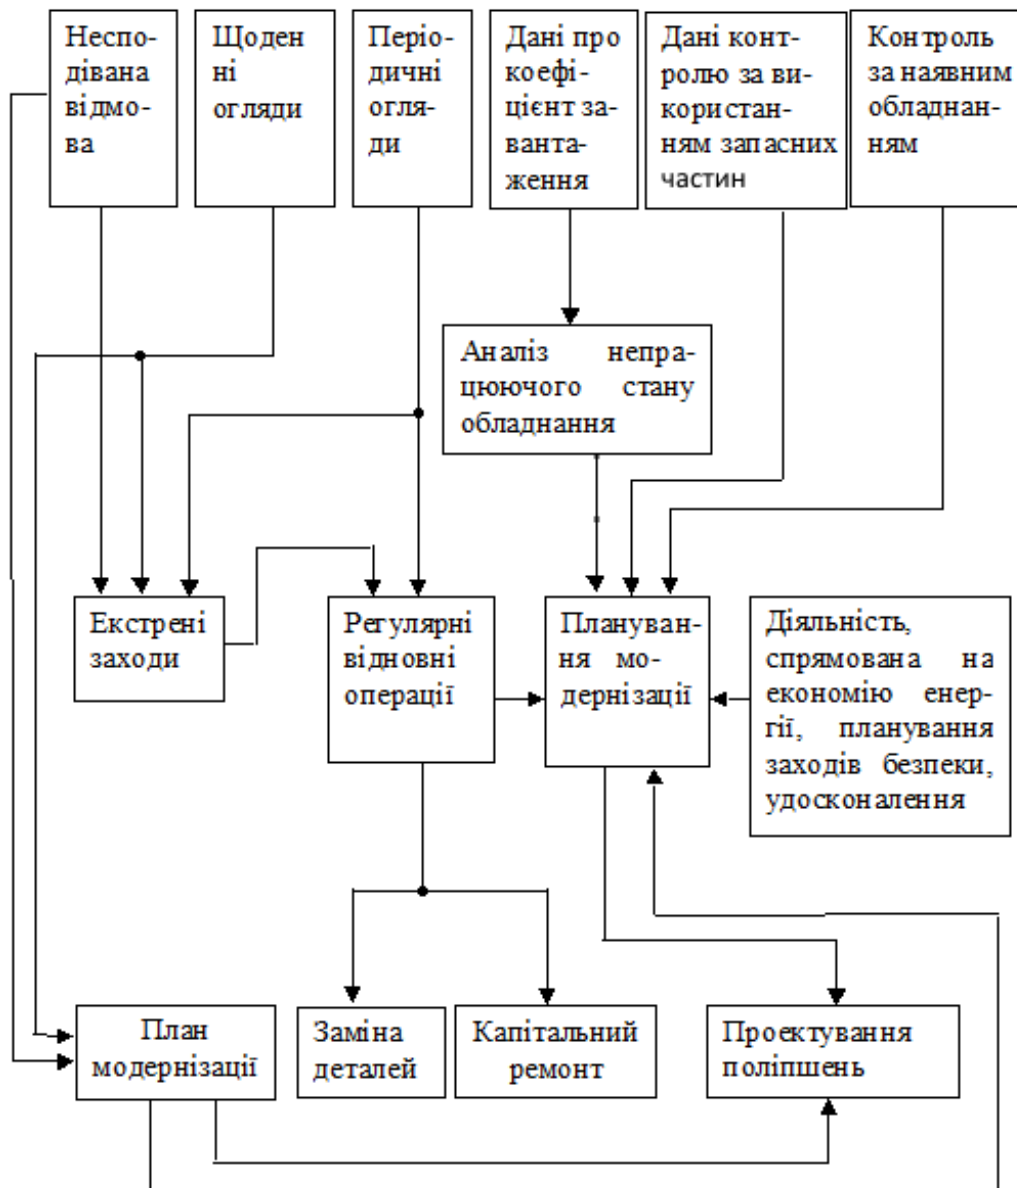 Неспо-
дівана
відмо-
ва
Щоден
ні
огляди
Періо-
дичні
огля-
ди
Дані про
коефі-
цієнт за-
ванта-
ження
Дані конт-
ролю за ви-
користан-
ням запасних
частин
Контроль
за наявним
обладнан-
ням
Аналіз непра-
цюючого стану
обладнання
Екстрені
заходи
Регулярні
відновні
операції
Плануван-
ня мо-
дернізації
Діяльність,
спрямована на
економію енер-
гії, планування
заходів безпеки,
удосконалення
План
модернізації
Заміна
деталей
Капітальний
ремонт
Проектування
поліпшень